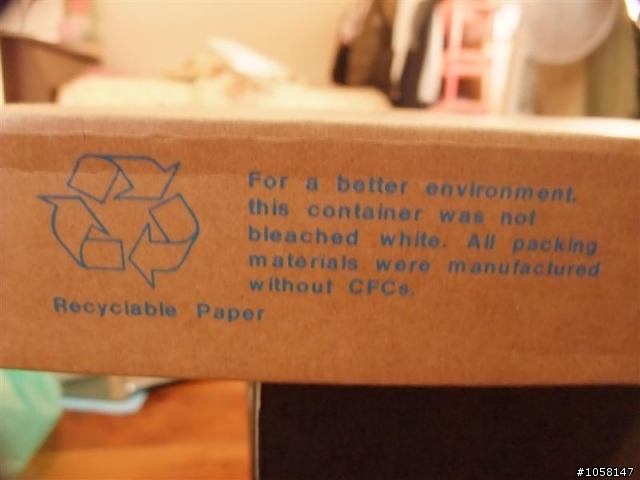 For a better environment,
this container was not
bleached white. All packing
materials were manufactured
without CFCs.
Recyclable Paper
#1058147